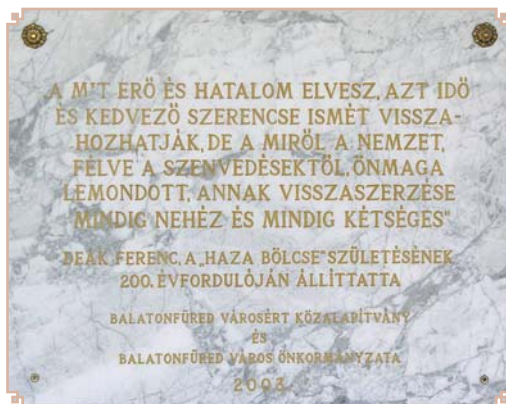 „A MIT ERŐ ÉS HATALOM ELVESZ, AZT IDŐ
ÉS KEDVEZŐ SZERENCSE ISMÉT VISSZA-
HOZHATJÁK, DE A MIRŐL A NEMZET,
FÉLVE A SZENVEDÉSEKTŐL, ÖNMAGA
LEMONDOTT, ANNAK VISSZASZERZÉSE
MINDIG NEHÉZ ÉS MINDIG KÉTSÉGES"
DEÁK FERENC, A „HAZA BÖLCSE" SZÜLETÉSÉNEK
200. ÉVFORDULÓJÁN ÁLLÍTTATTA
BALATONFÜRED VÁROSÉRT KÖZALAPÍTVÁNY
ÉS
BALATONFÜRED VÁROS ÖNKORMÁNYZATA
2003